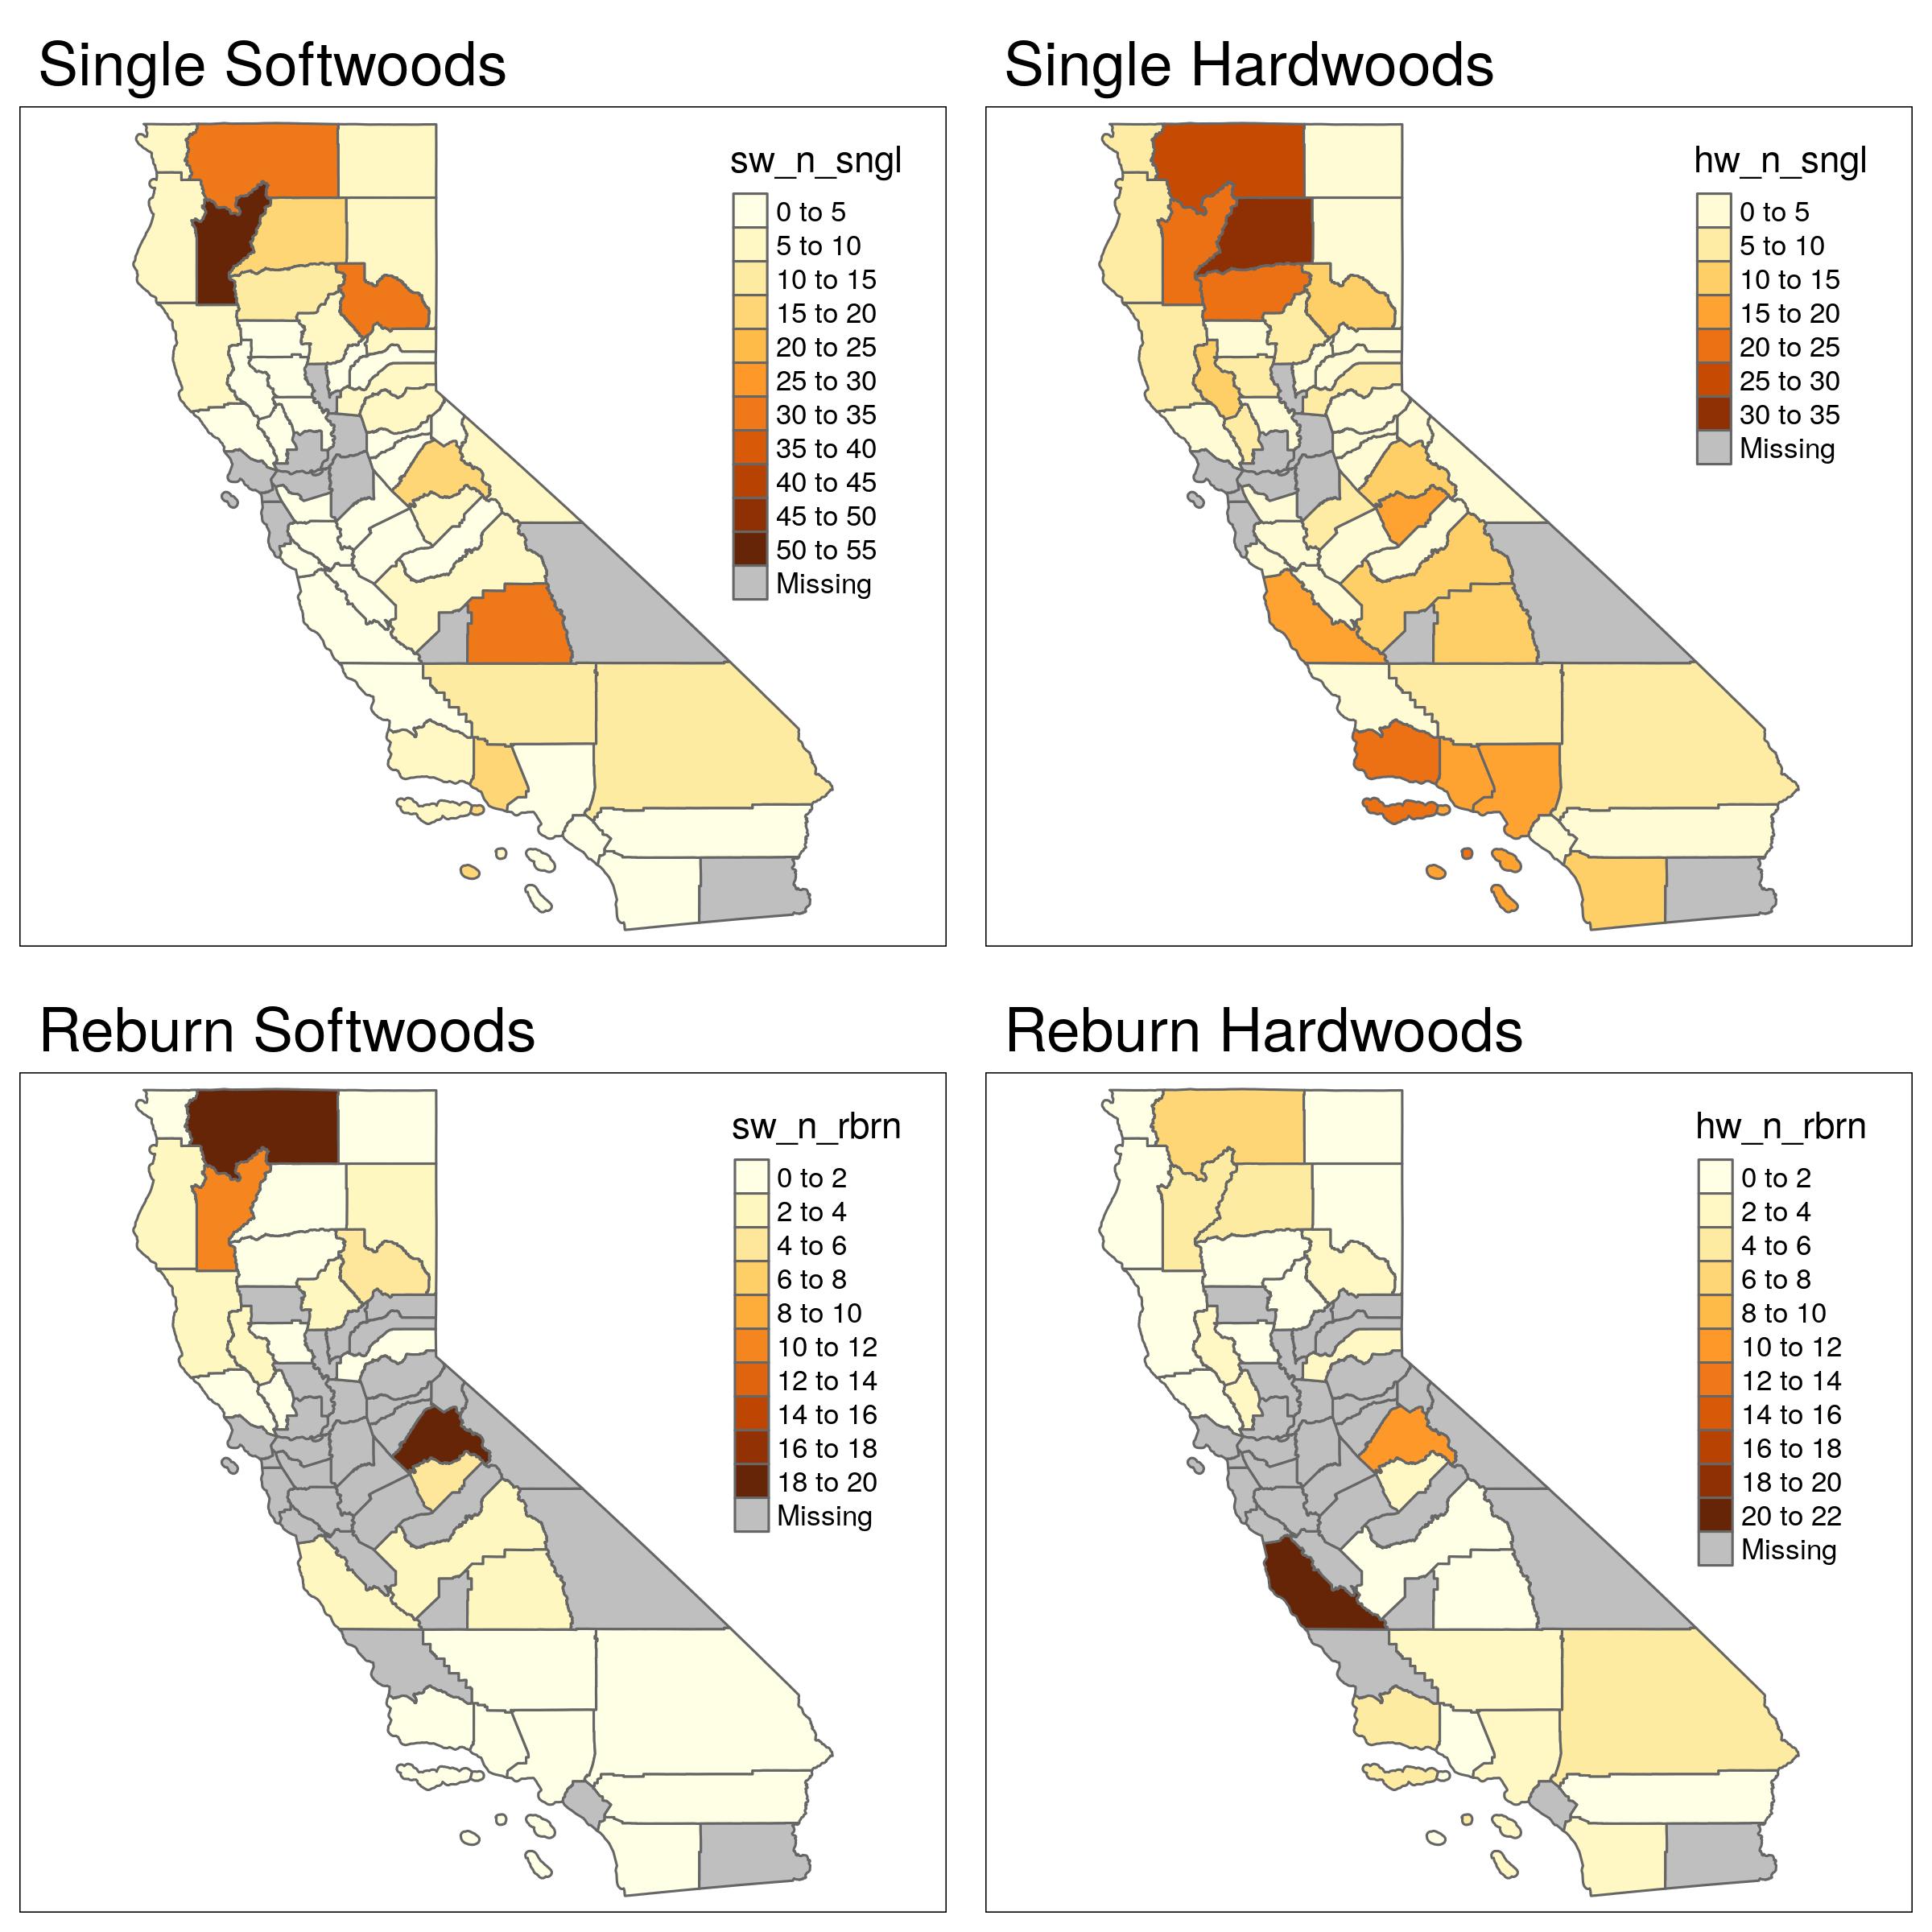 Single Softwoods
sw_n_sngl
0 to 5
5 to 10
10 to 15
15 to 20
20 to 25
25 to 30
30 to 35
35 to 40
40 to 45
45 to 50
50 to 55
Missing
Single Hardwoods
hw_n_sngl
0 to 5
5 to 10
10 to 15
15 to 20
20 to 25
25 to 30
30 to 35
Missing
Reburn Softwoods
sw_n_rbrn
0 to 2
2 to 4
4 to 6
6 to 8
8 to 10
10 to 12
12 to 14
14 to 16
16 to 18
18 to 20
Missing
Reburn Hardwoods
hw_n_rbrn
0 to 2
2 to 4
4 to 6
6 to 8
8 to 10
10 to 12
12 to 14
14 to 16
16 to 18
18 to 20
20 to 22
Missing